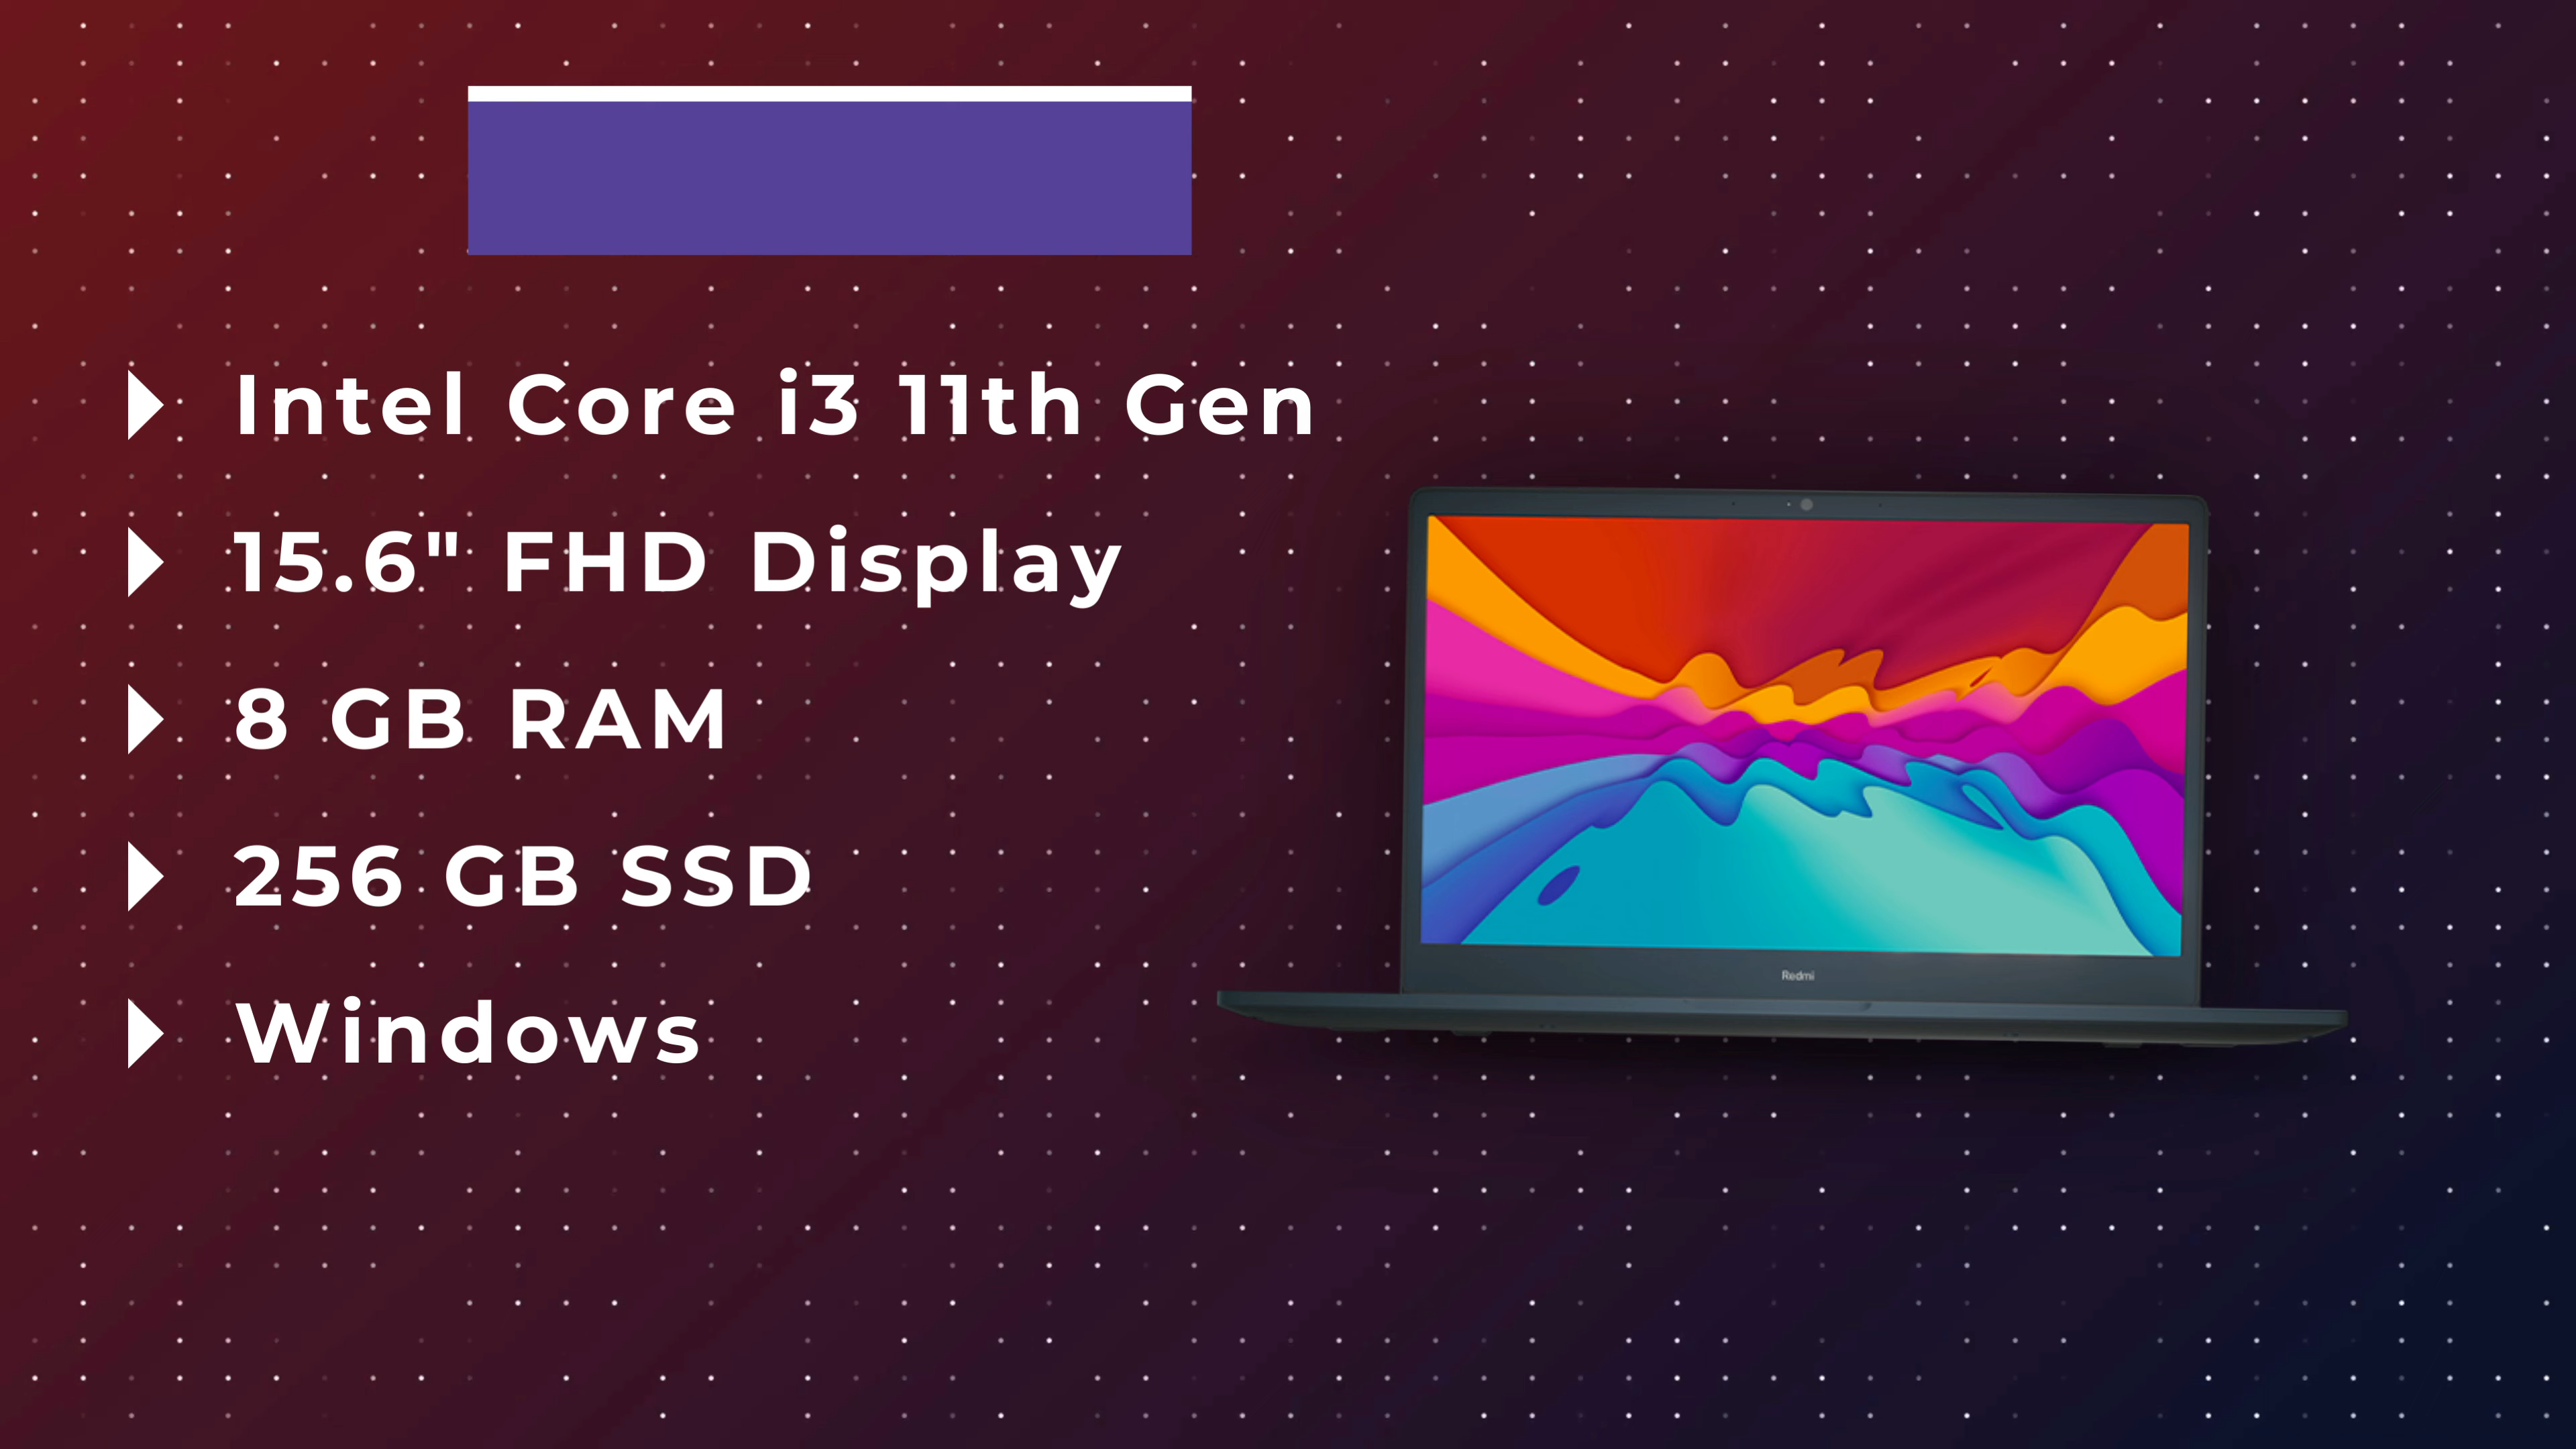 Intel Core i3 11th Gen
15.6" FHD Display
8 GB RAM
256 GB SSD
Windows
Redmi